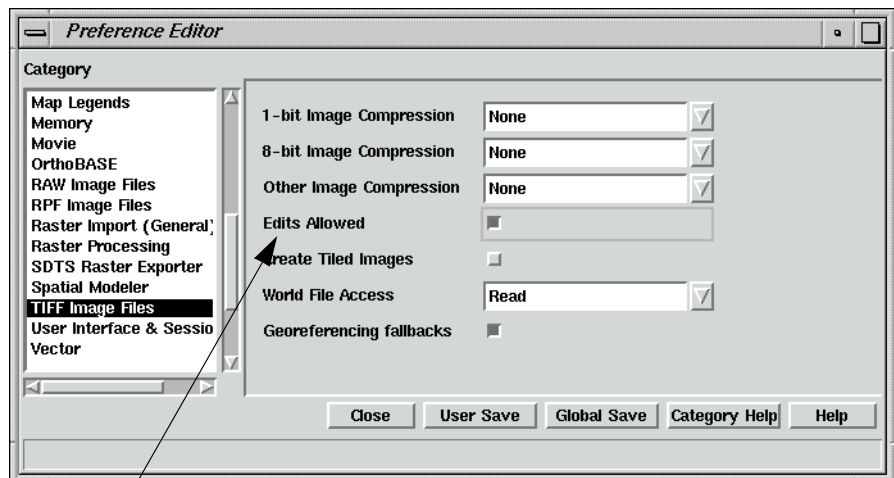 Preference Editor
Category
Map Legends
Memory
Movie
OrthoBASE
RAW Image Files
RPF Image Files
Raster Import (General)
Raster Processing
SDTS Raster Exporter
Spatial Modeler
TIFF Image Files
User Interface & Sessio
Vector
1-bit Image Compression None
8-bit Image Compression None
Other Image Compression None
Edits Allowed
Create Tiled Images
World File Access Read
Georeferencing fallbacks
Close User Save Global Save Category Help Help